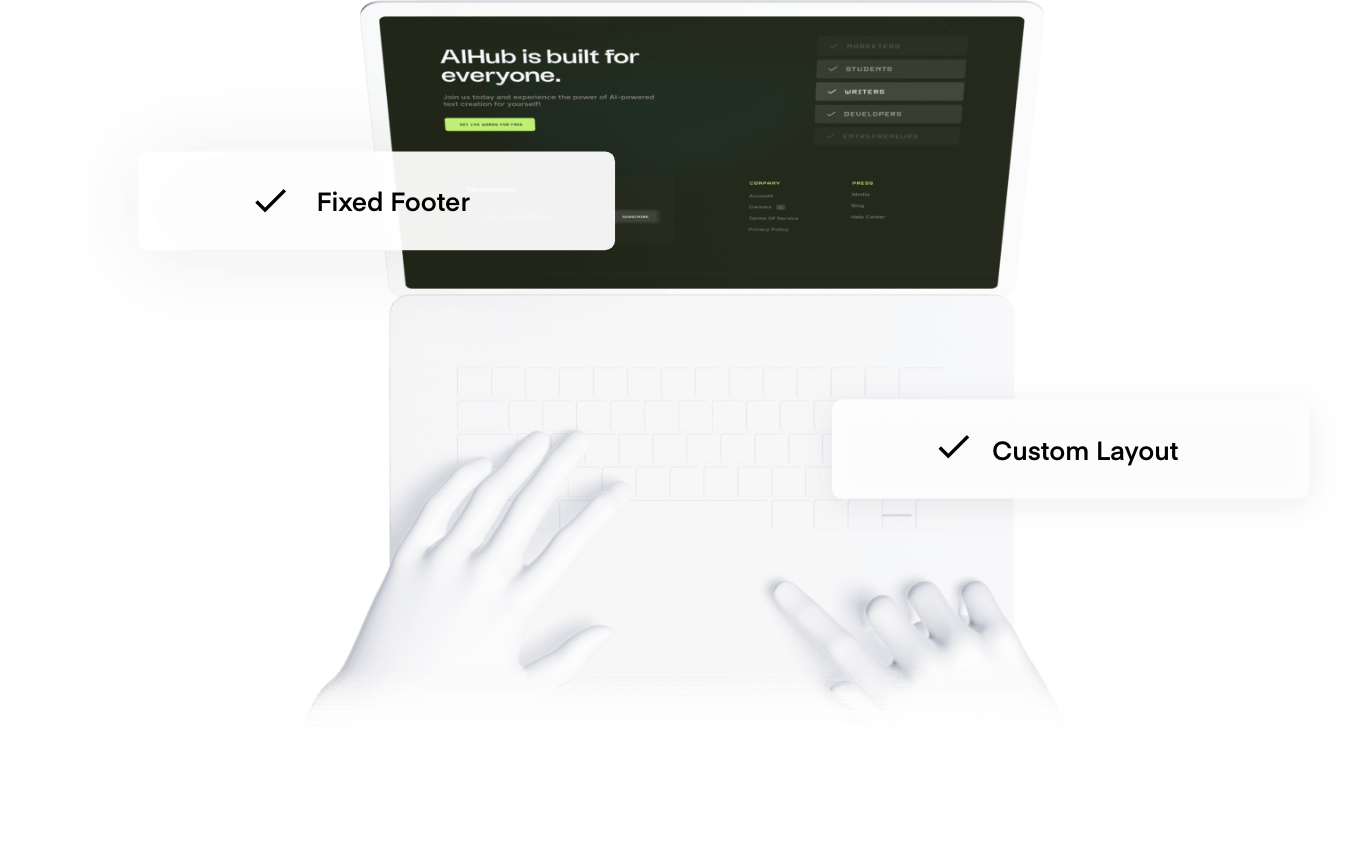 AIHub is built for
everyone.
Join us today and experience the power of AI-powered
text creation for yourself!
GET 100 WORDS FOR FREE
MARKETERS
STUDENTS
WRITERS
DEVELOPERS
ENTREPRENEURS
Fixed Footer
SUBSCRIBE
COMPANY
Account
Careers
Terms Of Service
Privacy Policy
PRESS
Media
Blog
Help Center
Custom Layout